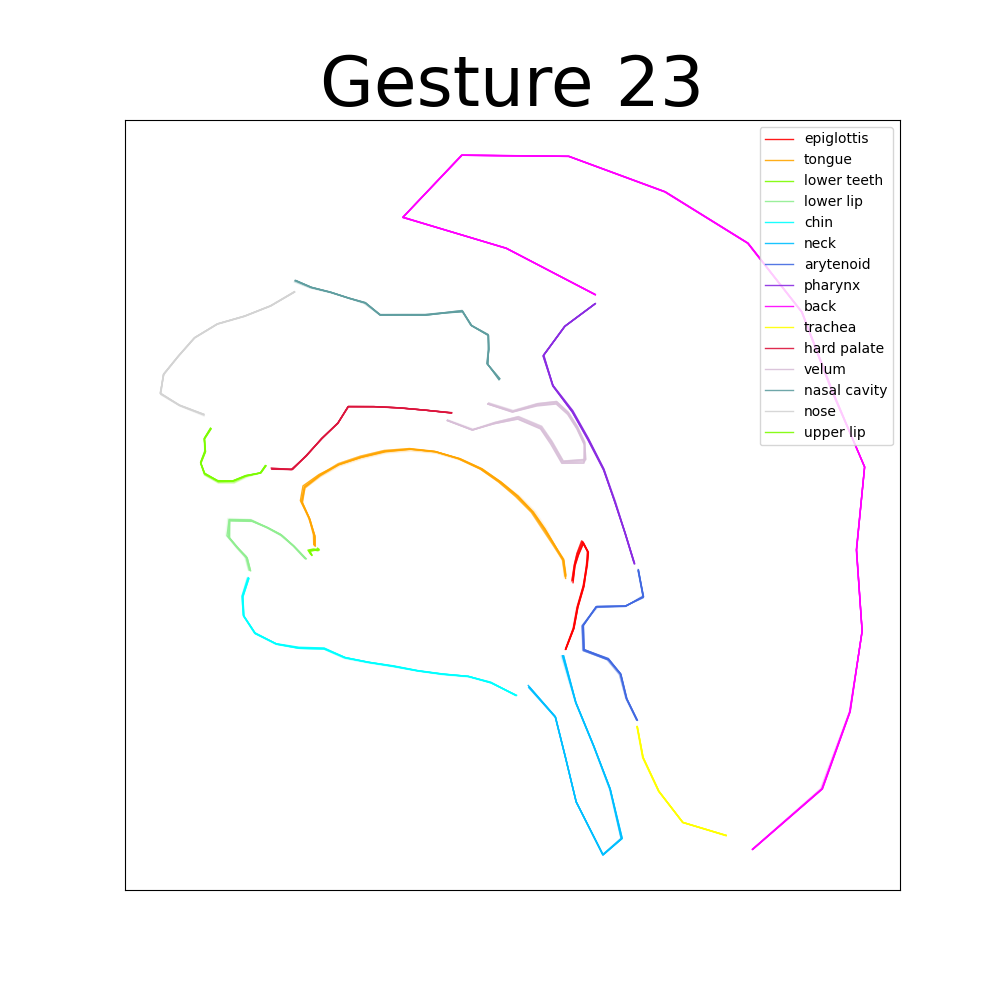 Gesture 23
epiglottis
tongue
lower teeth
lower lip
chin
neck
arytenoid
pharynx
back
trachea
hard palate
velum
nasal cavity
nose
upper lip